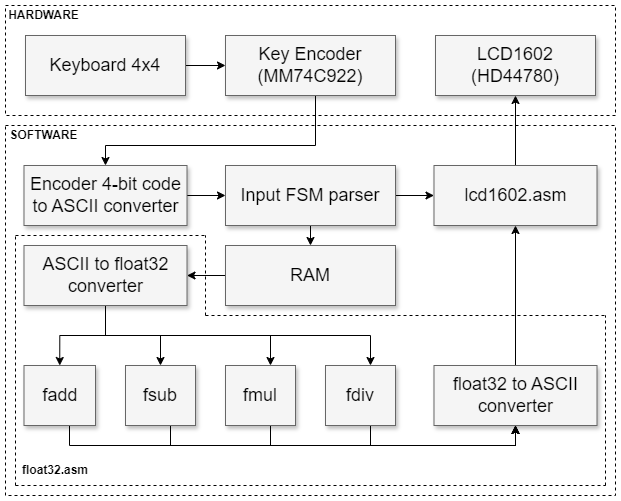 HARDWARE
Keyboard 4x4
Key Encoder
(MM74C922)
LCD1602
(HD44780)
SOFTWARE
Encoder 4-bit code
to ASCII converter
Input FSM parser
lcd1602.asm
ASCII to float32
converter
RAM
fadd
fsub
fmul
fdiv
float32 to ASCII
converter
float32.asm